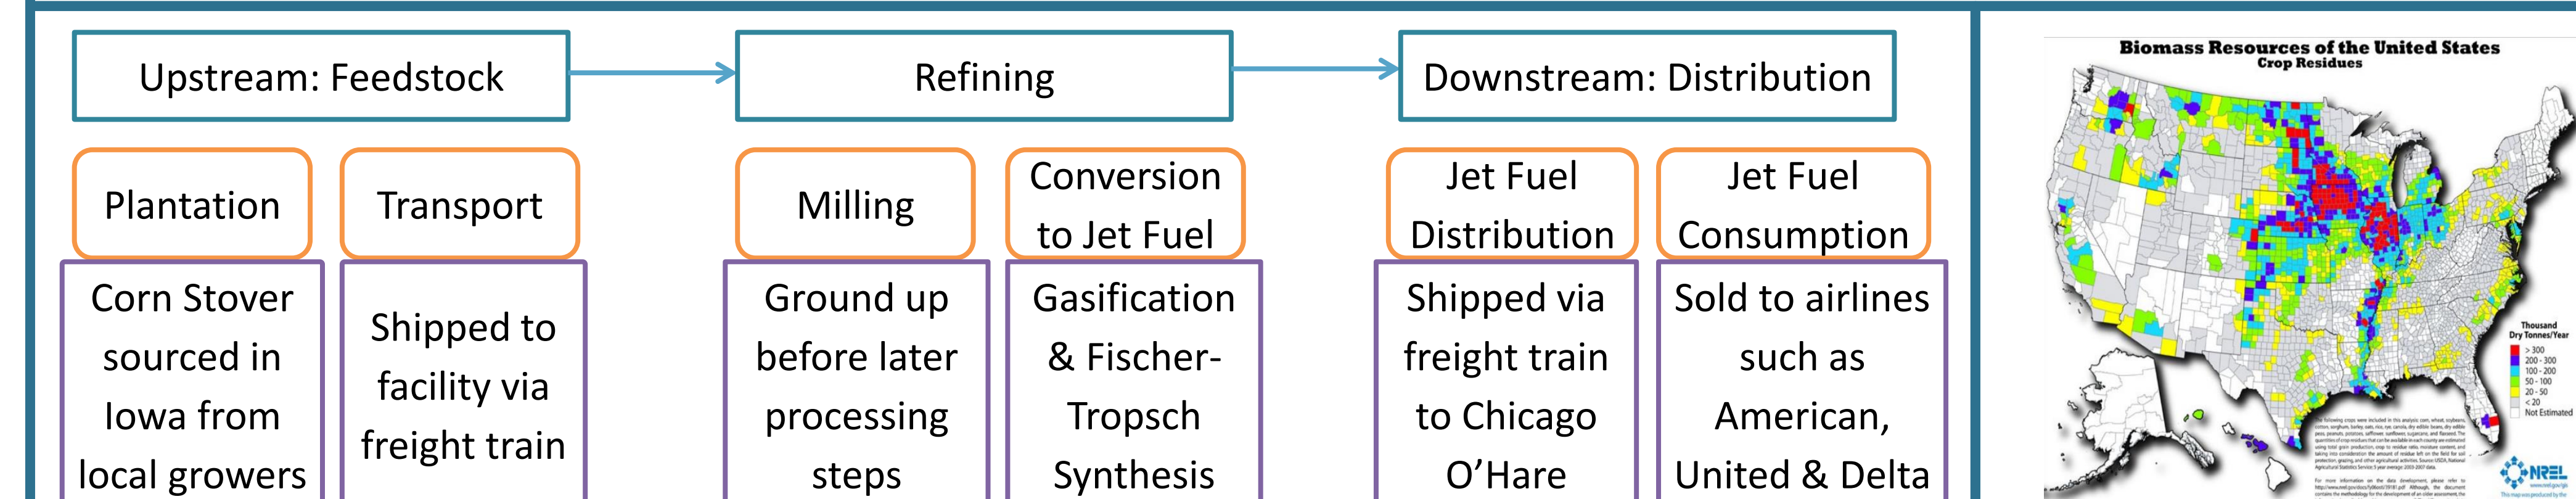 Upstream: Feedstock
Refining
Downstream: Distribution
Plantation
Transport
Milling
Conversion
to Jet Fuel
Jet Fuel
Distribution
Jet Fuel
Consumption
Corn Stover
sourced in
Iowa from
local growers
Shipped to
facility via
freight train
Ground up
before later
processing
steps
Gasification
& Fischer-
Tropsch
Synthesis
Shipped via
freight train
to Chicago
O'Hare
Sold to airlines
such as
American,
United & Delta
Biomass Resources of the United States
Crop Residues
Thousand
Dry Tonnes/Year
> 300
200 - 300
100 - 200
50 - 100
20 - 50
< 20
Not Estimated
NREL